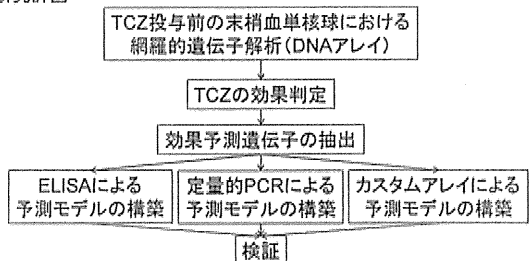 TCZ投与前の末梢血単核球における
網羅的遺伝子解析(DNAアレイ)
TCZの効果判定
効果予測遺伝子の抽出
ELISAによる
予測モデルの構築
定量的PCRによる
予測モデルの構築
カスタムアレイによる
予測モデルの構築
検証